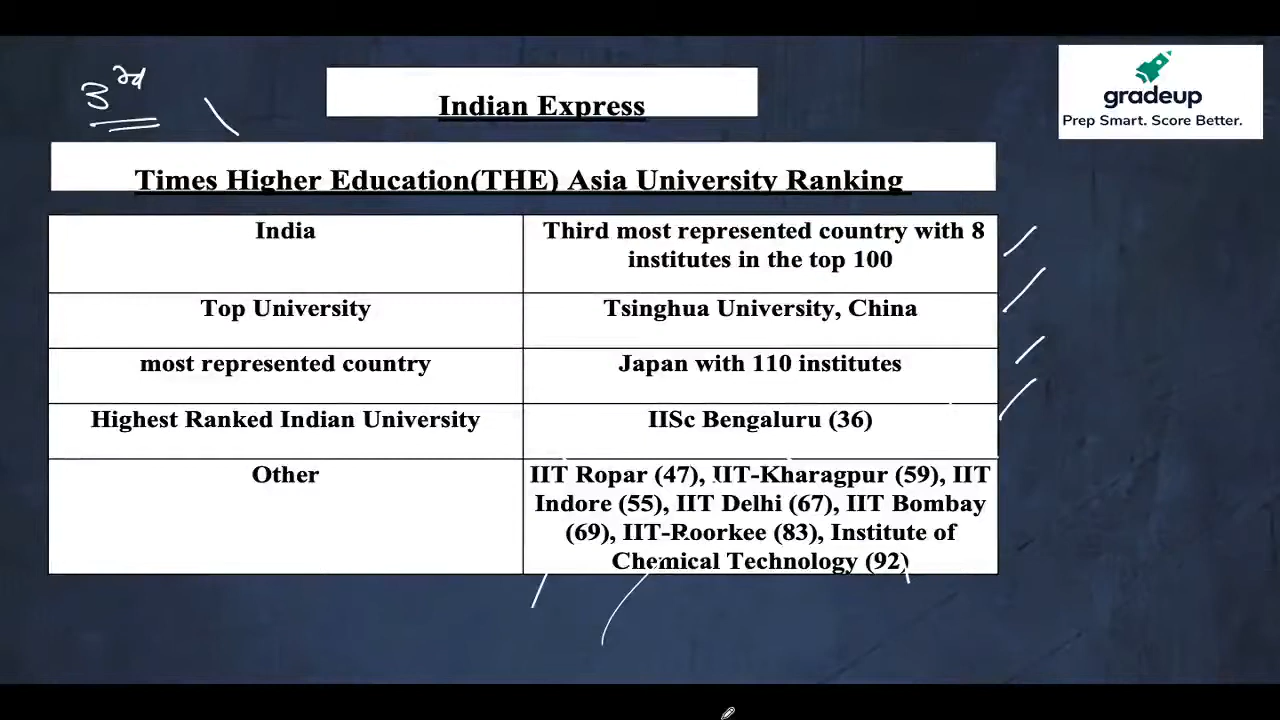 3rd
Indian Express
gradeup
Prep Smart. Score Better.
Times Higher Education(THE) Asia University Ranking
India
Third most represented country with 8
institutes in the top 100
Top University
Tsinghua University, China
most represented country
Japan with 110 institutes
Highest Ranked Indian University
IISc Bengaluru (36)
Other
IIT Ropar (47), IIT-Kharagpur (59), IIT
Indore (55), IIT Delhi (67), IIT Bombay
(69), IIT-Roorkee (83), Institute of
Chemical Technology (92)